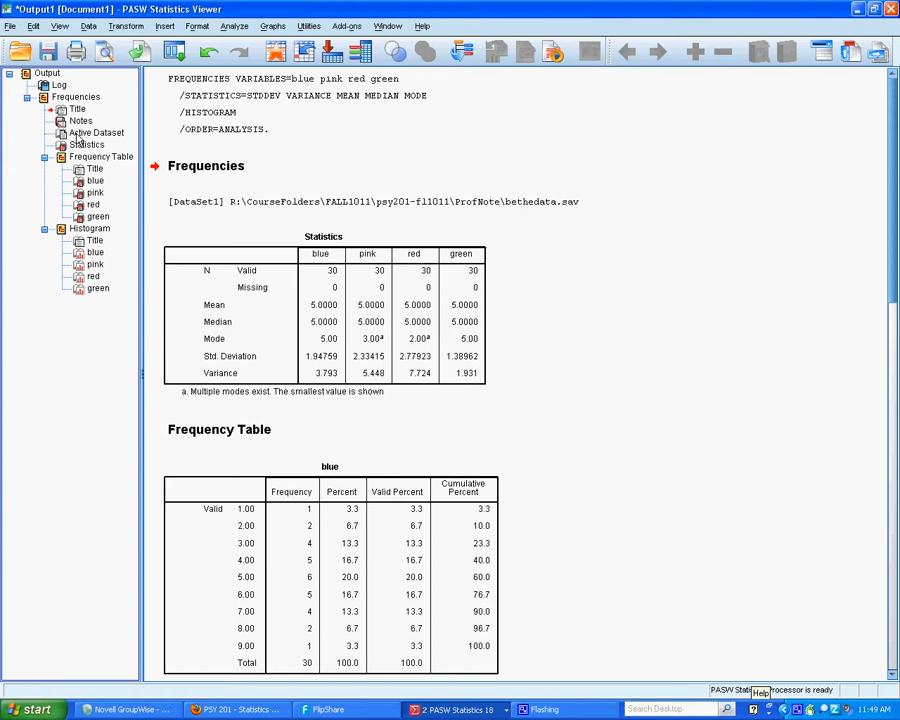 *Output1 [Document1] - PASW Statistics Viewer
File Edit View Data Transform Insert Format Analyze Graphs Utilities Add-ons Window Help
Output
Log
Frequencies
Title
Notes
Active Dataset
Statistics
Frequency Table
Title
blue
pink
red
green
Histogram
Title
blue
pink
red
green
FREQUENCIES VARIABLES=blue pink red green
/STATISTICS=STDDEV VARIANCE MEAN MEDIAN MODE
/HISTOGRAM
/ORDER=ANALYSIS.
Frequencies
[DataSet1] R:\CourseFolders\FALL1011\psy201-fl1011\ProfNote\bethedata.sav
Statistics
blue pink red green
N Valid 30 30 30 30
Missing 0 0 0 0
Mean 5.0000 5.0000 5.0000 5.0000
Median 5.0000 5.0000 5.0000 5.0000
Mode 5.00 3.00ª 2.00ª 5.00
Std. Deviation 1.94759 2.33415 2.77923 1.38962
Variance 3.793 5.448 7.724 1.931
a. Multiple modes exist. The smallest value is shown
Frequency Table
blue
Frequency Percent Valid Percent Cumulative Percent
Valid 1.00 1 3.3 3.3 3.3
2.00 2 6.7 6.7 10.0
3.00 4 13.3 13.3 23.3
4.00 5 16.7 16.7 40.0
5.00 6 20.0 20.0 60.0
6.00 5 16.7 16.7 76.7
7.00 4 13.3 13.3 90.0
8.00 2 6.7 6.7 96.7
9.00 1 3.3 3.3 100.0
Total 30 100.0 100.0
PASW Stati rocessor is ready
Help
start Novell GroupWise - ... PSY 201 - Statistics ... FlipShare 2 PASW Statistics 18 Flashing Search Desktop 11:49 AM